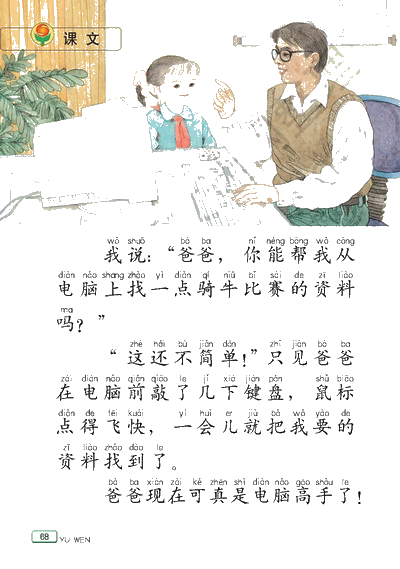 课文
wǒ shuō bà ba nǐ néng bāng wǒ cóng
我说：“爸爸，你能帮我从
diàn nǎo shang zhǎo yì diǎn qí niú bǐ sài de zī liào
电脑上找一点骑牛比赛的资料
ma
吗？”
zhè hái bù jiǎn dān zhǐ jiàn bà ba
“这还不简单！”只见爸爸
zài diàn nǎo qián qiāo le jǐ xià jiàn pán shǔ biāo
在电脑前敲了几下键盘，鼠标
diǎn de fēi kuài yí huì er jiù bǎ wǒ yào de
点得飞快，一会儿就把我要的
zī liào zhǎo dào le
资料找到了。
bà ba xiàn zài kě zhēn shì diàn nǎo gāo shǒu le
爸爸现在可真是电脑高手了！
68 YU WEN